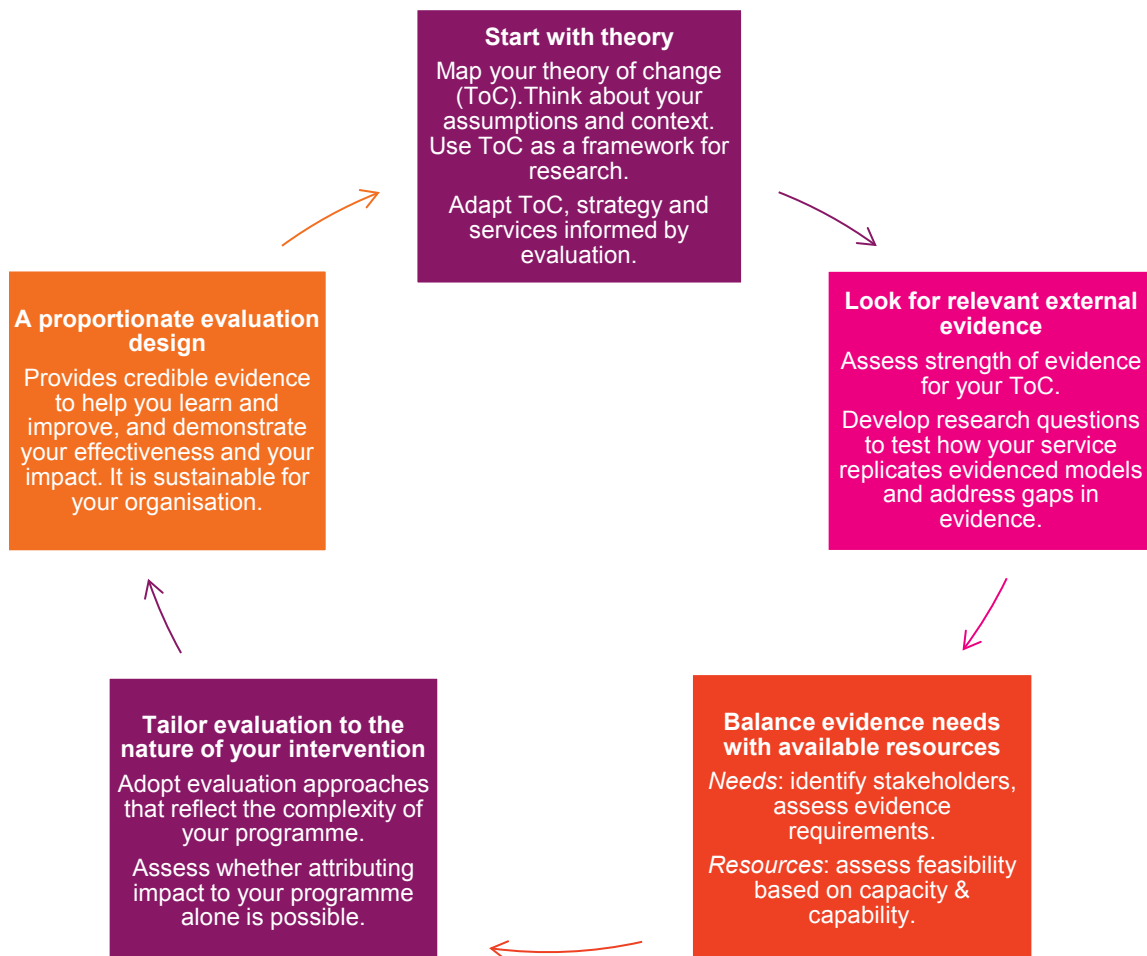 Start with theory
Map your theory of change
(ToC).Think about your
assumptions and context.
Use ToC as a framework for
research.
Adapt ToC, strategy and
services informed by
evaluation.
Look for relevant external
evidence
Assess strength of evidence
for your ToC.
Develop research questions
to test how your service
replicates evidenced models
and address gaps in
evidence.
Balance evidence needs
with available resources
Needs: identify stakeholders,
assess evidence
requirements.
Resources: assess feasibility
based on capacity &
capability.
Tailor evaluation to the
nature of your intervention
Adopt evaluation approaches
that reflect the complexity of
your programme.
Assess whether attributing
impact to your programme
alone is possible.
A proportionate evaluation
design
Provides credible evidence
to help you learn and
improve, and demonstrate
your effectiveness and your
impact. It is sustainable for
your organisation.